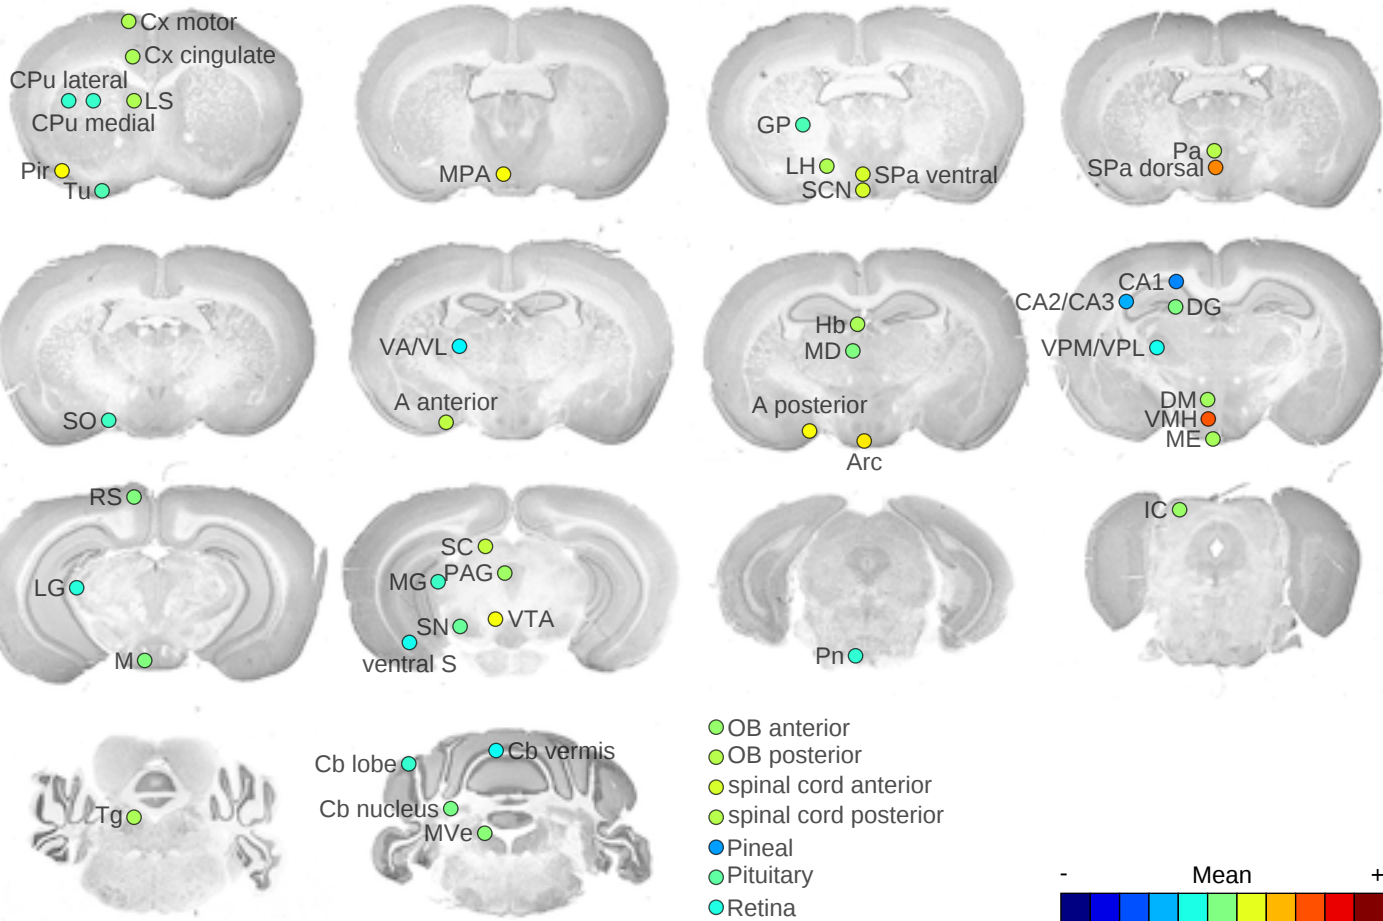 Cx motor
Cx cingulate
CPu lateral
LS
CPu medial
Pir
Tu
MPA
GP
LH
SPa ventral
SCN
Pa
SPa dorsal
SO
VA/VL
A anterior
Hb
MD
A posterior
Arc
CA1
CA2/CA3
DG
VPM/VPL
DM
VMH
ME
RS
LG
M
SC
PAG
MG
VTA
SN
ventral S
Pn
IC
Tg
Cb lobe
Cb vermis
Cb nucleus
MVe
OB anterior
OB posterior
spinal cord anterior
spinal cord posterior
Pineal
Pituitary
Retina
- Mean +